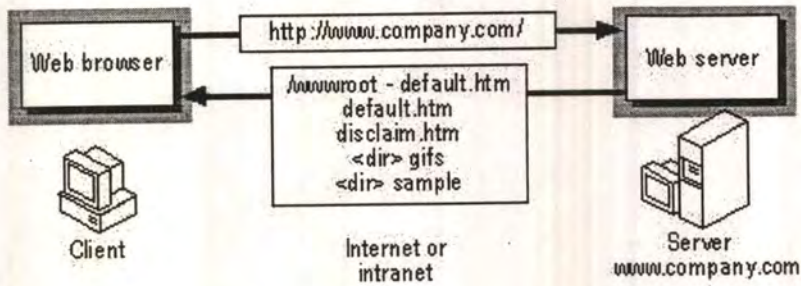 http://www.company.com/
Web browser
Web server
/wwwroot - default.htm
default.htm
disclaim.htm
<dir> gifs
<dir> sample
Client
Internet or
intranet
Server
www.company.com